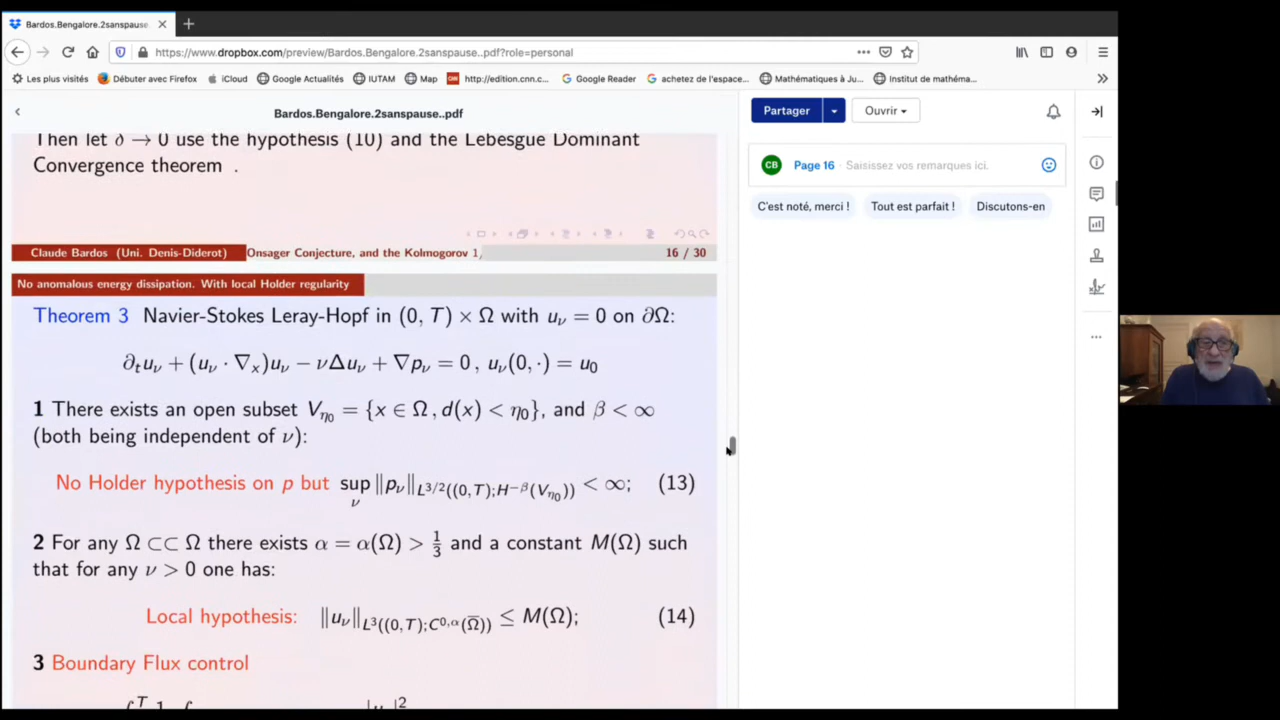 Bardos.Bengalore.2sanspause.
https://www.dropbox.com/preview/Bardos.Bengalore.2sanspause..pdf?role=personal
Les plus visités Débuter avec Firefox iCloud Google Actualités IUTAM Map http://edition.cnn.c... Google Reader achetez de l'espace... Mathématiques à Ju... Institut de mathéma...
Bardos.Bengalore.2sanspause..pdf
Partager Ouvrir
Then let δ → 0 use the hypothesis (10) and the Lebesgue Dominant
Convergence theorem .
CB Page 16 Saisissez vos remarques ici.
C'est noté, merci ! Tout est parfait ! Discutons-en
Claude Bardos (Uni. Denis-Diderot) Onsager Conjecture, and the Kolmogorov 1, 16 / 30
No anomalous energy dissipation. With local Holder regularity
Theorem 3 Navier-Stokes Leray-Hopf in (0, T) × Ω with u_ν = 0 on ∂Ω:
∂_t u_ν + (u_ν · ∇_x)u_ν − νΔu_ν + ∇p_ν = 0 , u_ν(0, ·) = u_0
1 There exists an open subset V_{η_0} = {x ∈ Ω , d(x) < η_0}, and β < ∞
(both being independent of ν):
No Holder hypothesis on p but sup_ν ‖p_ν‖_{L^{3/2}((0,T);H^{−β}(V_{η_0}))} < ∞; (13)
2 For any Ω ⊂⊂ Ω there exists α = α(Ω) > 1/3 and a constant M(Ω) such
that for any ν > 0 one has:
Local hypothesis: ‖u_ν‖_{L^3((0,T);C^{0,α}(Ω̅))} ≤ M(Ω); (14)
3 Boundary Flux control